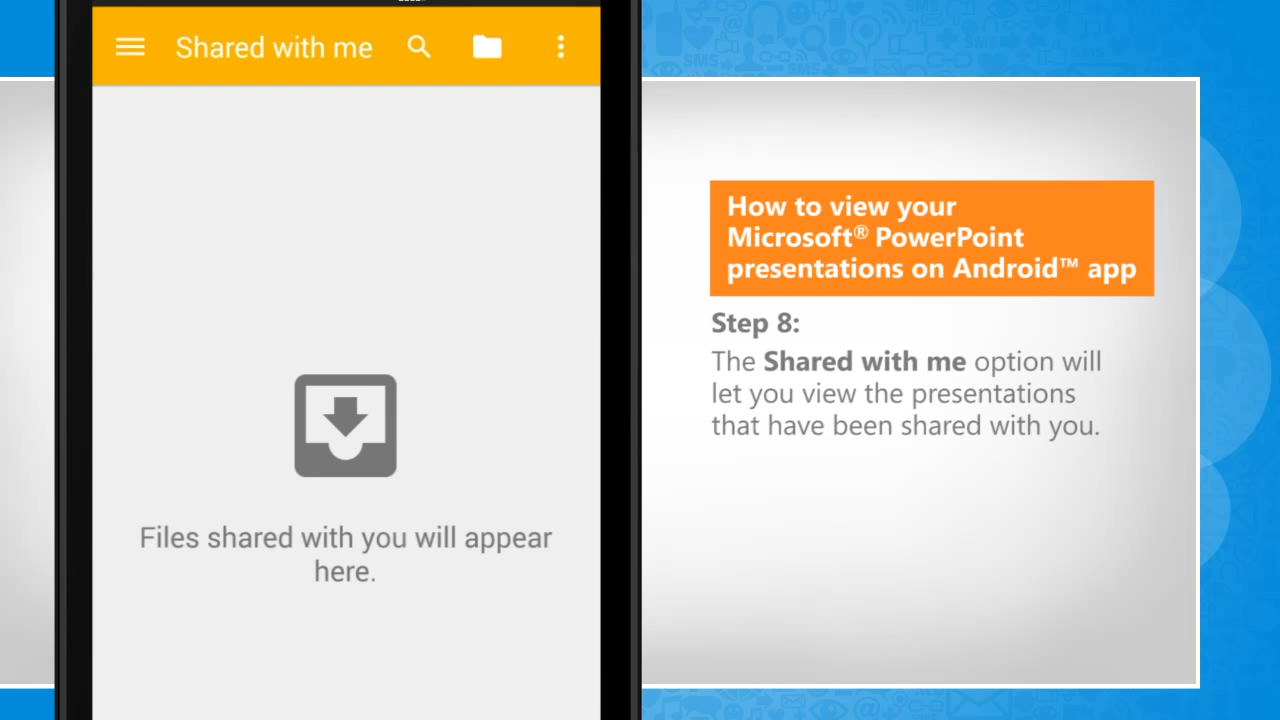 Shared with me
Files shared with you will appear
here.
How to view your
Microsoft® PowerPoint
presentations on Android™ app
Step 8:
The Shared with me option will
let you view the presentations
that have been shared with you.
SMS
SMS